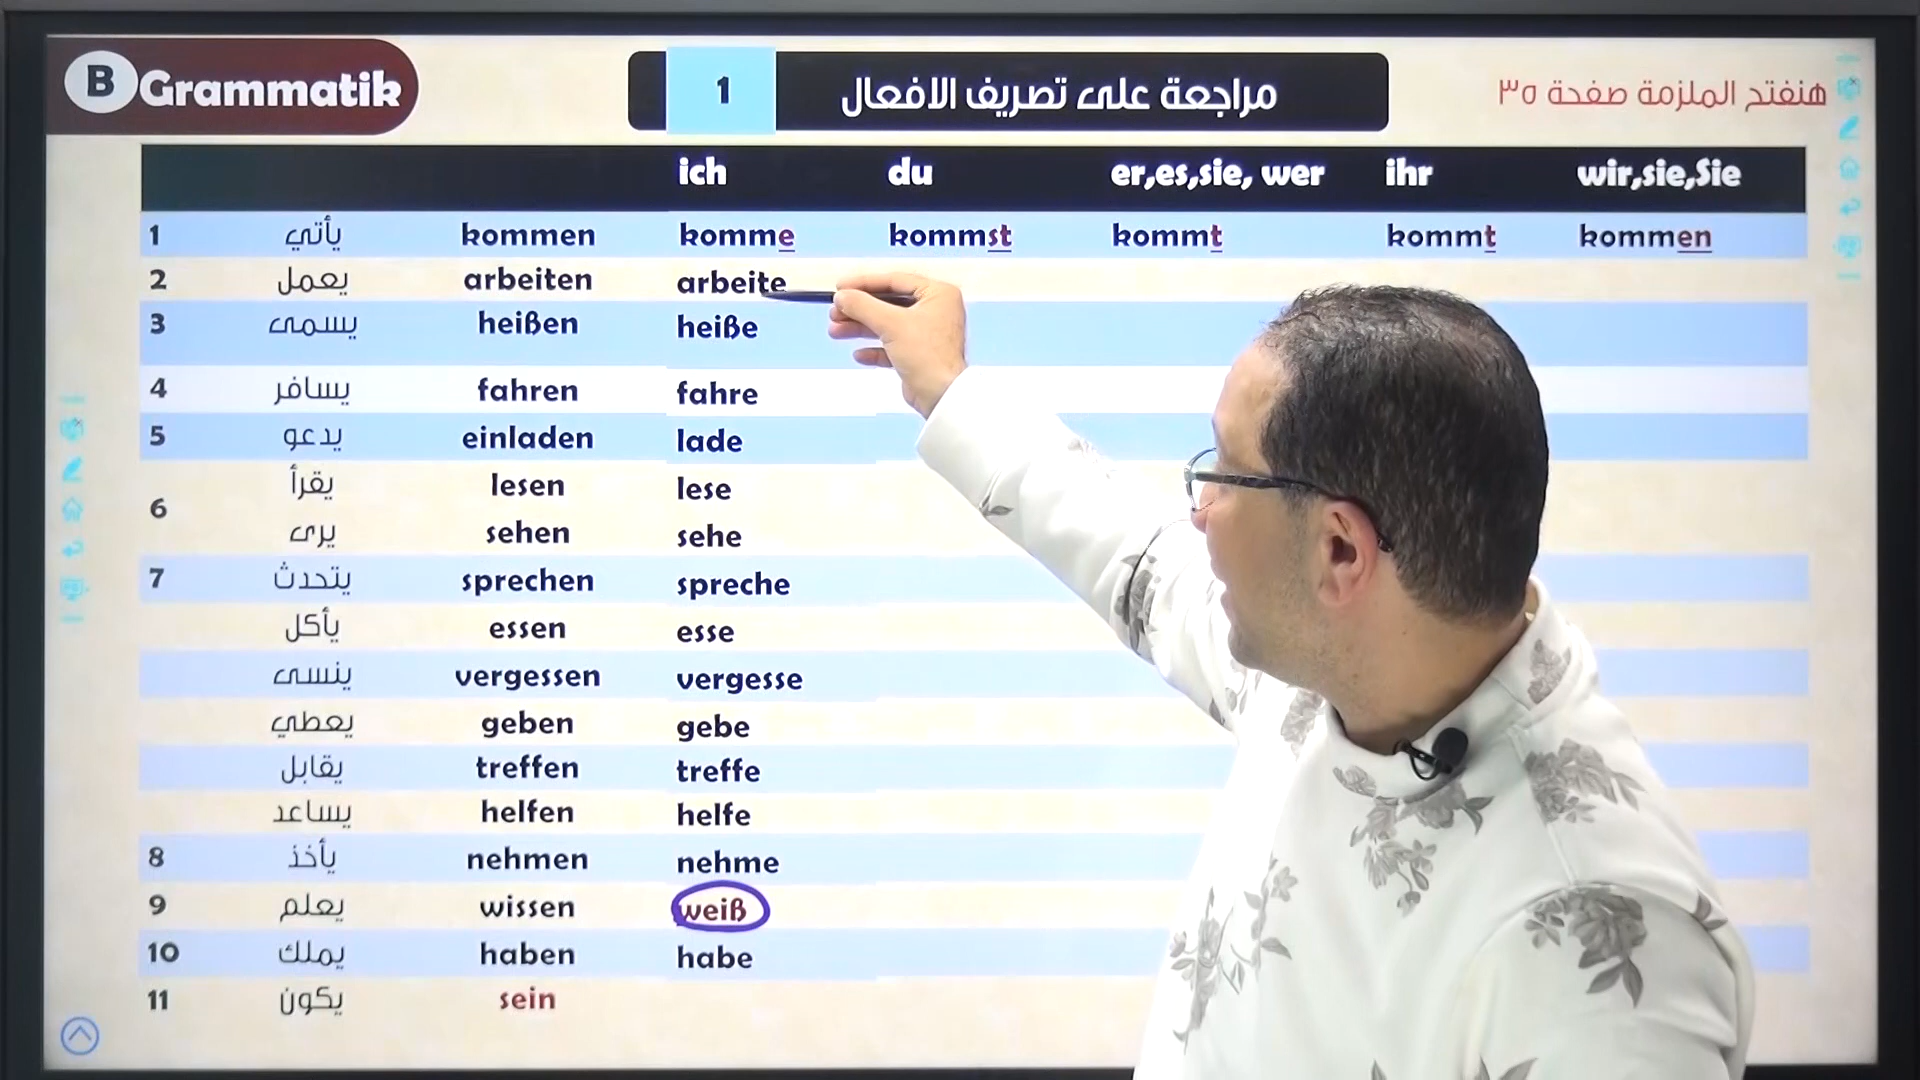 B Grammatik
1 مراجعة على تصريف الافعال
هنفتح الملزمة صفحة ٣٥
ich du er,es,sie, wer ihr wir,sie,Sie
1 يأتي kommen komme kommst kommt kommt kommen
2 يعمل arbeiten arbeite
3 يسمى heißen heiße
4 يسافر fahren fahre
5 يدعو einladen lade
6
يقرأ lesen lese
يرى sehen sehe
7 يتحدث sprechen spreche
يأكل essen esse
ينسى vergessen vergesse
يعطي geben gebe
يقابل treffen treffe
يساعد helfen helfe
8 يأخذ nehmen nehme
9 يعلم wissen weiß
10 يملك haben habe
11 يكون sein